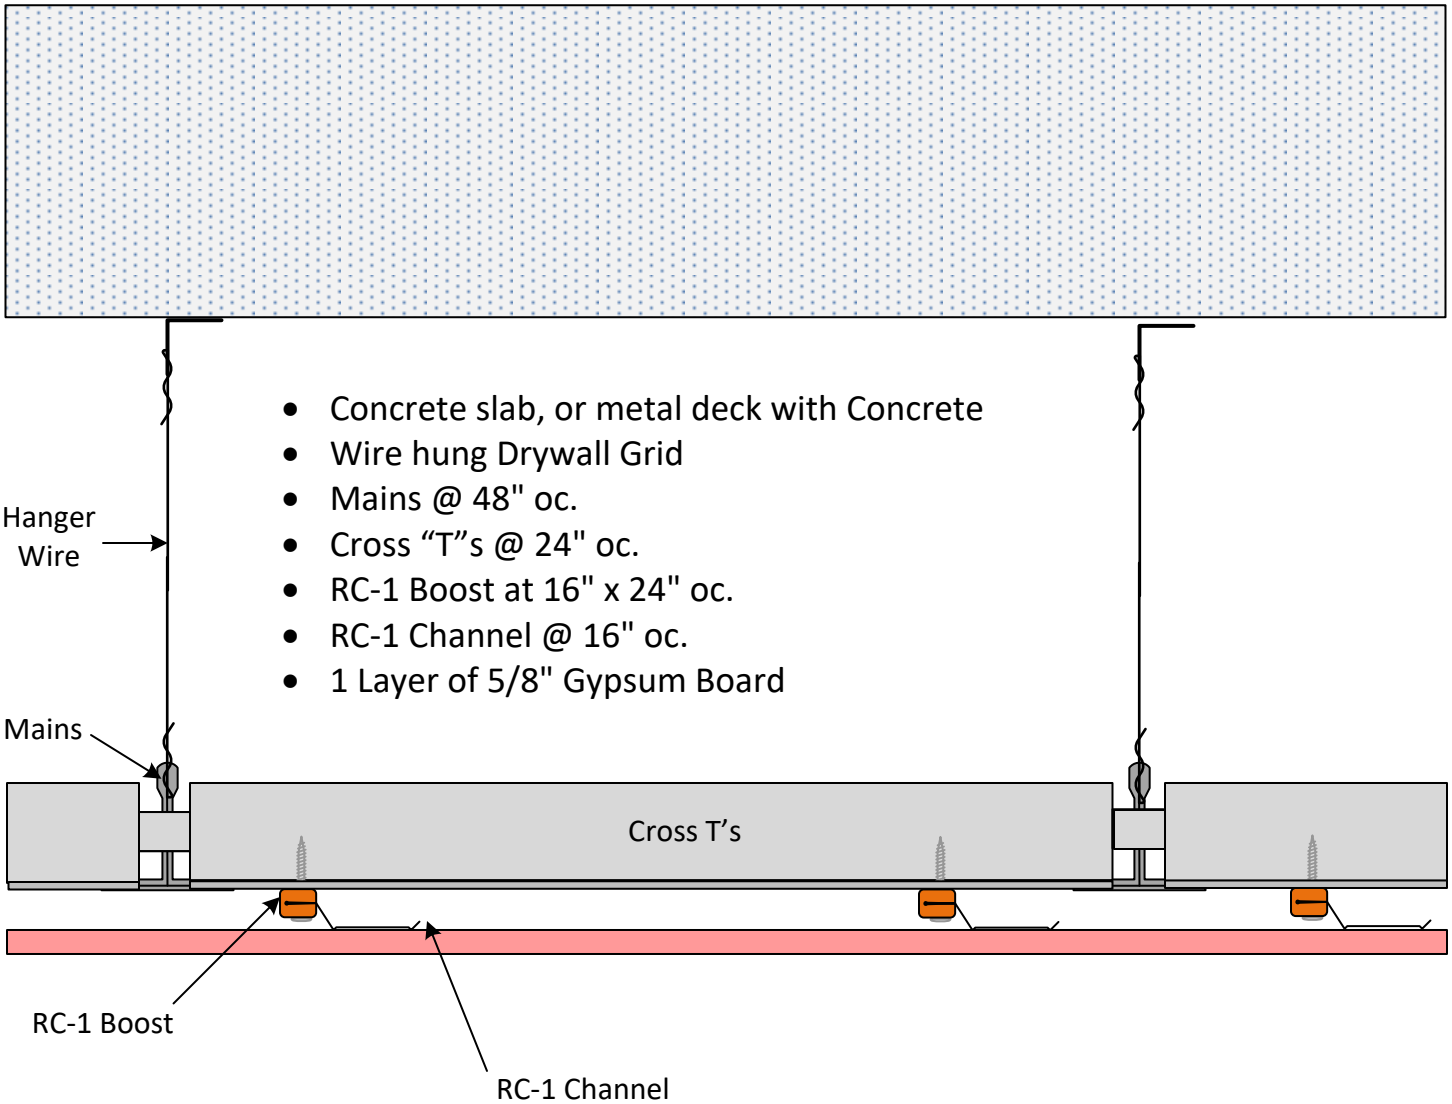 • Concrete slab, or metal deck with Concrete
• Wire hung Drywall Grid
• Mains @ 48" oc.
• Cross “T”s @ 24" oc.
• RC-1 Boost at 16" x 24" oc.
• RC-1 Channel @ 16" oc.
• 1 Layer of 5/8" Gypsum Board
Hanger
Wire
Mains
Cross T’s
RC-1 Boost
RC-1 Channel